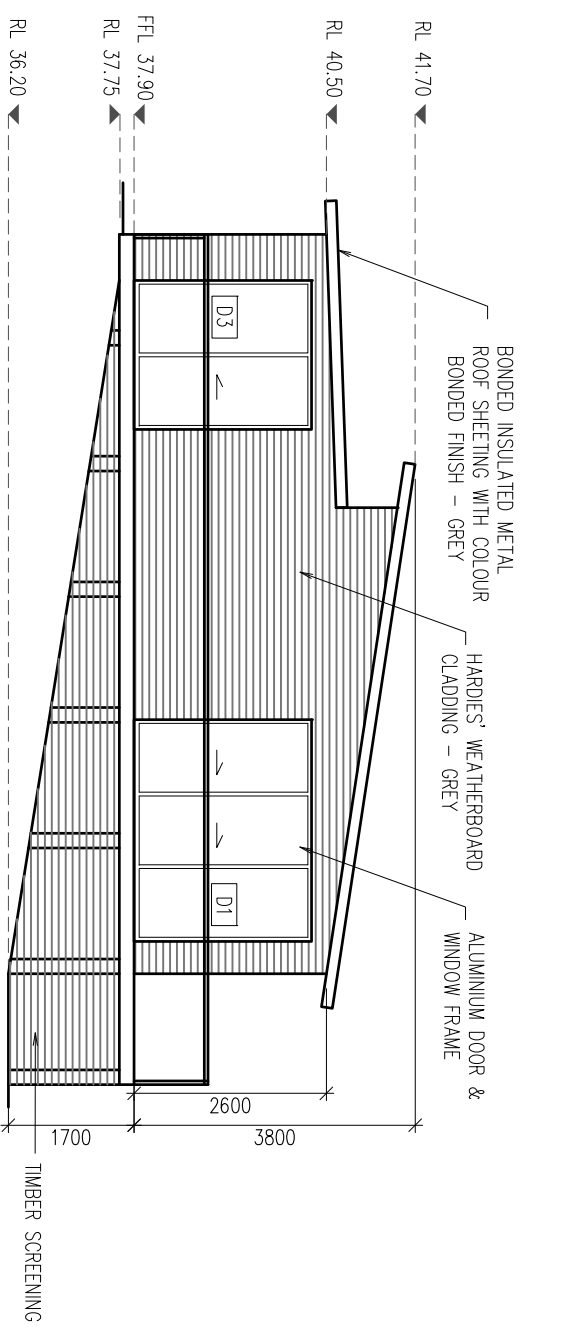 BONDED INSULATED METAL
ROOF SHEETING WITH COLOUR
BONDED FINISH - GREY
HARDIES' WEATHERBOARD
CLADDING - GREY
ALUMINIUM DOOR &
WINDOW FRAME
RL 41.70
RL 40.50
FFL 37.90
RL 37.75
RL 36.20
D3
D1
2600
3800
1700
TIMBER SCREENING